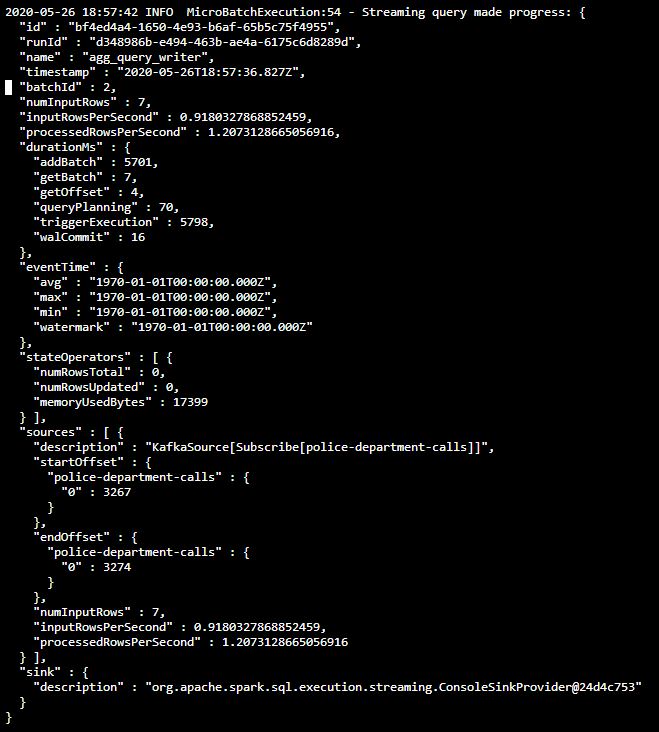 2020-05-26 18:57:42 INFO  MicroBatchExecution:54 - Streaming query made progress: {
  "id" : "bf4ed4a4-1650-4e93-b6af-65b5c75f4955",
  "runId" : "d348986b-e494-463b-ae4a-6175c6d8289d",
  "name" : "agg_query_writer",
  "timestamp" : "2020-05-26T18:57:36.827Z",
  "batchId" : 2,
  "numInputRows" : 7,
  "inputRowsPerSecond" : 0.9180327868852459,
  "processedRowsPerSecond" : 1.2073128665056916,
  "durationMs" : {
    "addBatch" : 5701,
    "getBatch" : 7,
    "getOffset" : 4,
    "queryPlanning" : 70,
    "triggerExecution" : 5798,
    "walCommit" : 16
  },
  "eventTime" : {
    "avg" : "1970-01-01T00:00:00.000Z",
    "max" : "1970-01-01T00:00:00.000Z",
    "min" : "1970-01-01T00:00:00.000Z",
    "watermark" : "1970-01-01T00:00:00.000Z"
  },
  "stateOperators" : [ {
    "numRowsTotal" : 0,
    "numRowsUpdated" : 0,
    "memoryUsedBytes" : 17399
  } ],
  "sources" : [ {
    "description" : "KafkaSource[Subscribe[police-department-calls]]",
    "startOffset" : {
      "police-department-calls" : {
        "0" : 3267
      }
    },
    "endOffset" : {
      "police-department-calls" : {
        "0" : 3274
      }
    },
    "numInputRows" : 7,
    "inputRowsPerSecond" : 0.9180327868852459,
    "processedRowsPerSecond" : 1.2073128665056916
  } ],
  "sink" : {
    "description" : "org.apache.spark.sql.execution.streaming.ConsoleSinkProvider@24d4c753"
  }
}